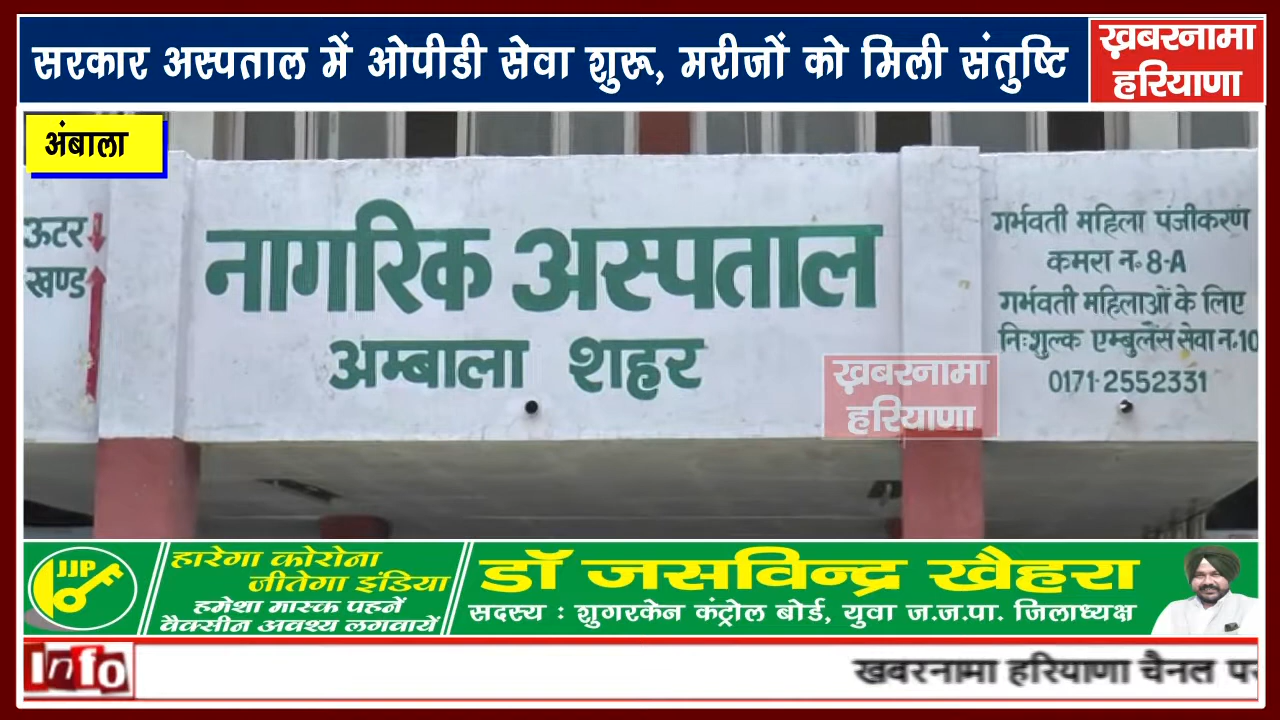 सरकार अस्पताल में ओपीडी सेवा शुरू, मरीजों को मिली संतुष्टि
ख़बरनामा
हरियाणा
अंबाला
ऊटर
खण्ड
नागरिक अस्पताल
अम्बाला शहर
गर्भवती महिला पंजीकरण
कमरा न॰ 8-A
गर्भवती महिलाओं के लिए
निःशुल्क एम्बुलेंस सेवा न॰10
0171-2552331
ख़बरनामा
हरियाणा
JJP
हारेगा कोरोना
जीतेगा इंडिया
हमेशा मास्क पहनें
वैक्सीन अवश्य लगवायें
डॉ जसविन्द्र खैहरा
सदस्य : शुगरकेन कंट्रोल बोर्ड, युवा ज.ज.पा. जिलाध्यक्ष
Info
खबरनामा हरियाणा चैनल